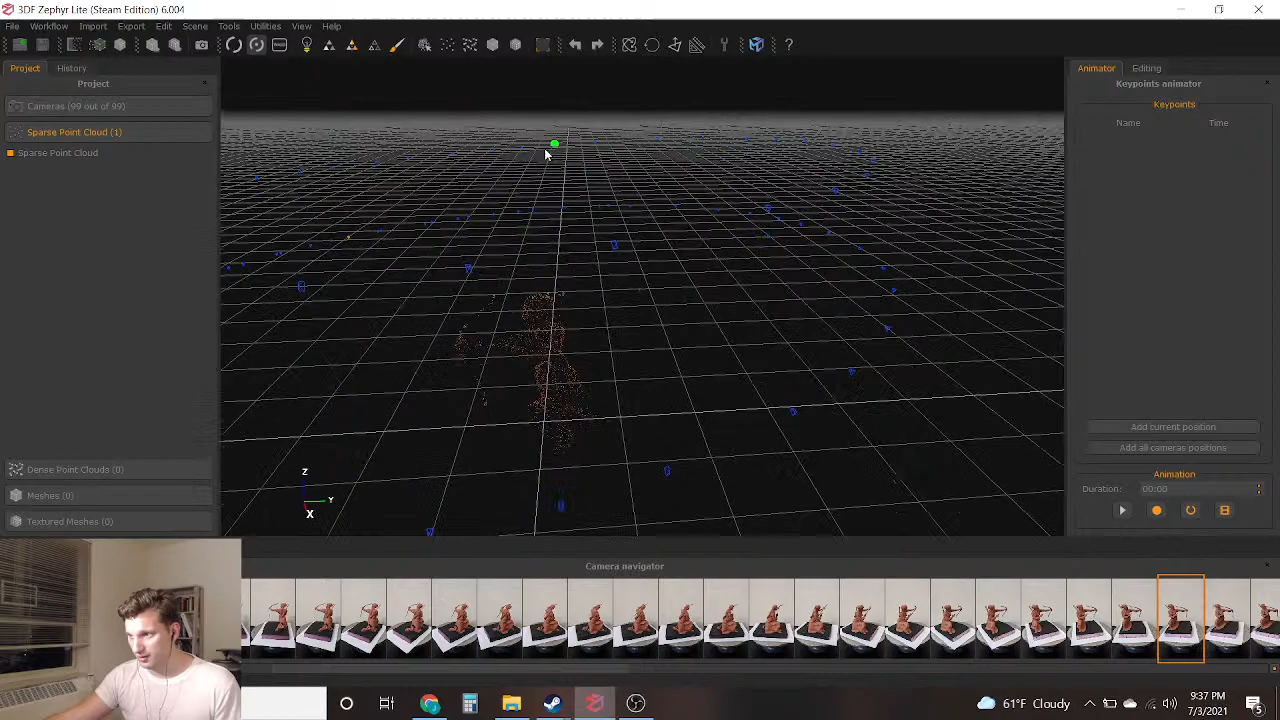 3DF Zephyr Lite (Steam Edition) 6.004
File Workflow Import Export Edit Scene Tools Utilities View Help
Project History
Project
Cameras (99 out of 99)
Sparse Point Cloud (1)
Sparse Point Cloud
Dense Point Clouds (0)
Meshes (0)
Textured Meshes (0)
Z
Y
X
Animator Editing
Keypoints animator
Keypoints
Name Time
Add current position
Add all cameras positions
Animation
Duration: 00:00
Camera navigator
61°F Cloudy
9:37 PM
7/3/2021
5